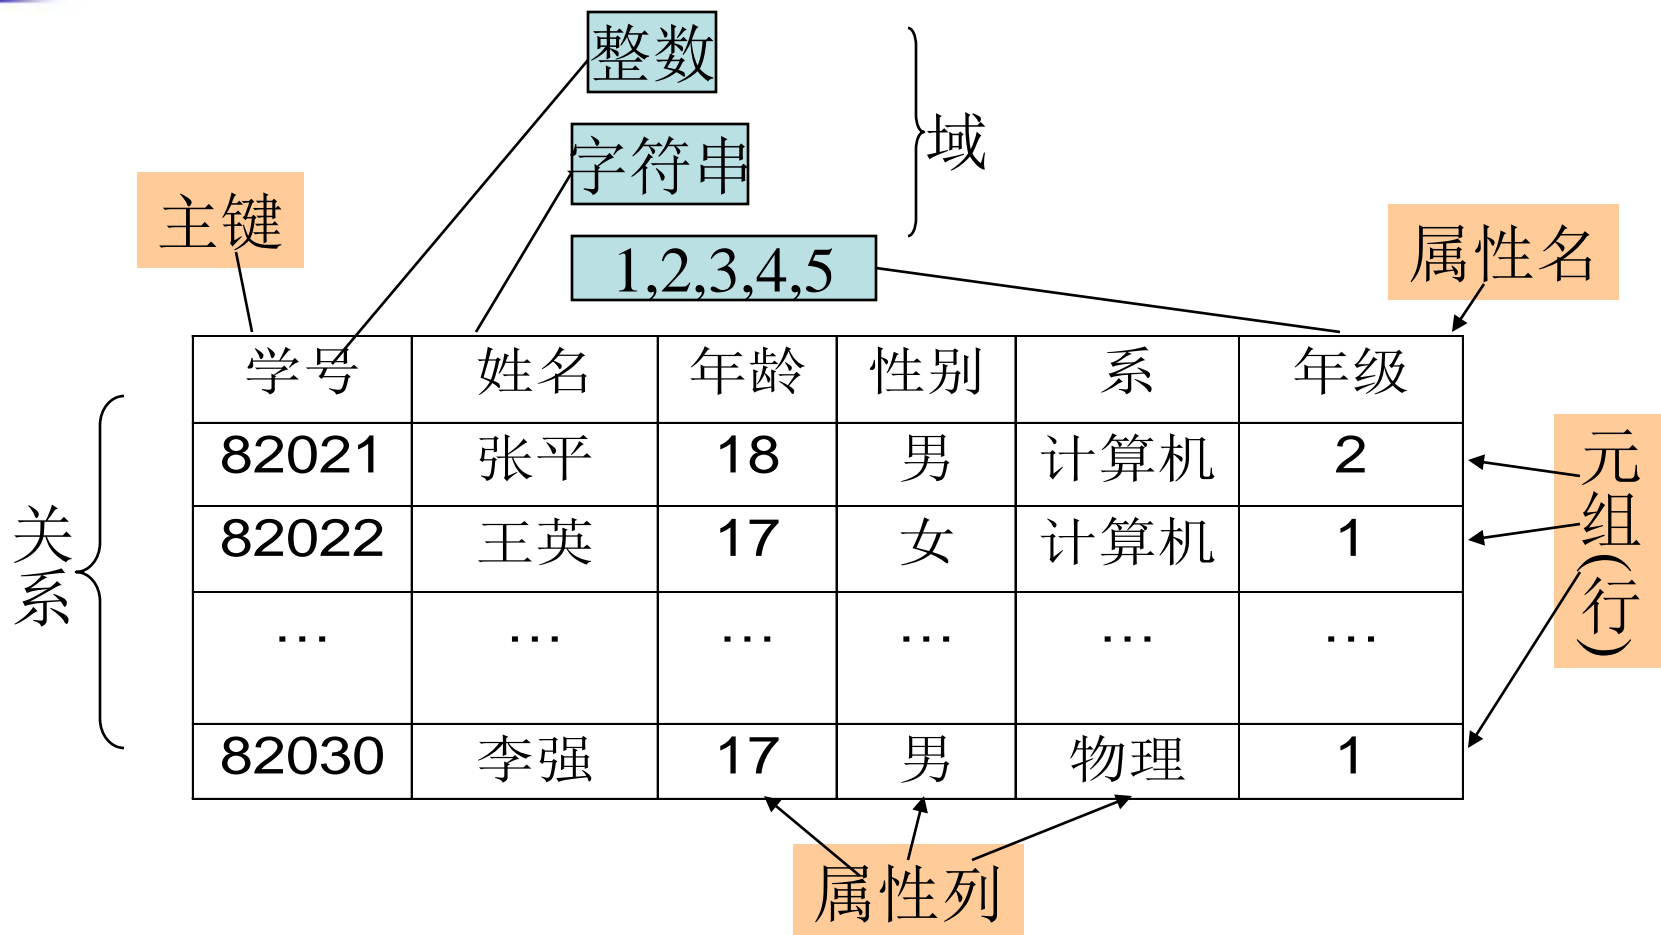 整数
字符串
域
1,2,3,4,5
主键
属性名
学号 姓名 年龄 性别 系 年级
82021 张平 18 男 计算机 2
82022 王英 17 女 计算机 1
… … … … … …
82030 李强 17 男 物理 1
关系
元组(行)
属性列